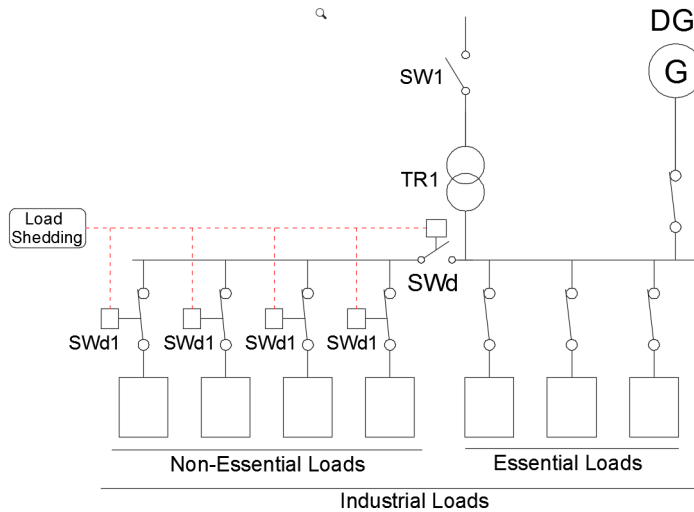 DG
G
SW1
TR1
Load
Shedding
SWd
SWd1
SWd1
SWd1
SWd1
Non-Essential Loads
Essential Loads
Industrial Loads